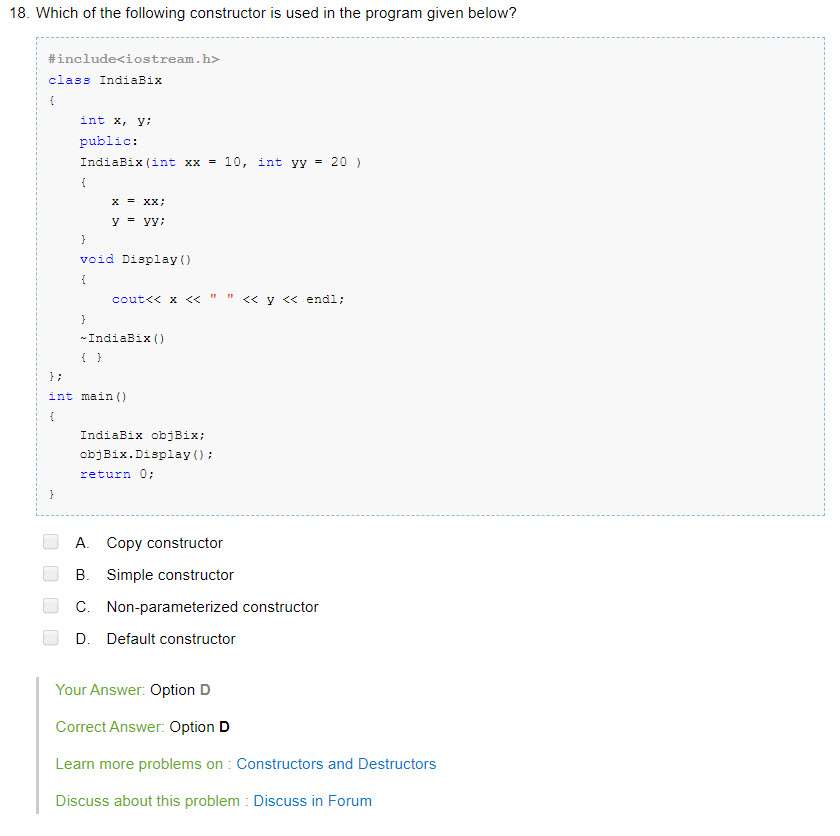 18. Which of the following constructor is used in the program given below?
#include<iostream.h>
class IndiaBix
{
    int x, y;
    public:
    IndiaBix(int xx = 10, int yy = 20 )
    {
        x = xx;
        y = yy;
    }
    void Display()
    {
        cout<< x << " " << y << endl;
    }
    ~IndiaBix()
    { }
};
int main()
{
    IndiaBix objBix;
    objBix.Display();
    return 0;
}
A. Copy constructor
B. Simple constructor
C. Non-parameterized constructor
D. Default constructor
Your Answer: Option D
Correct Answer: Option D
Learn more problems on : Constructors and Destructors
Discuss about this problem : Discuss in Forum